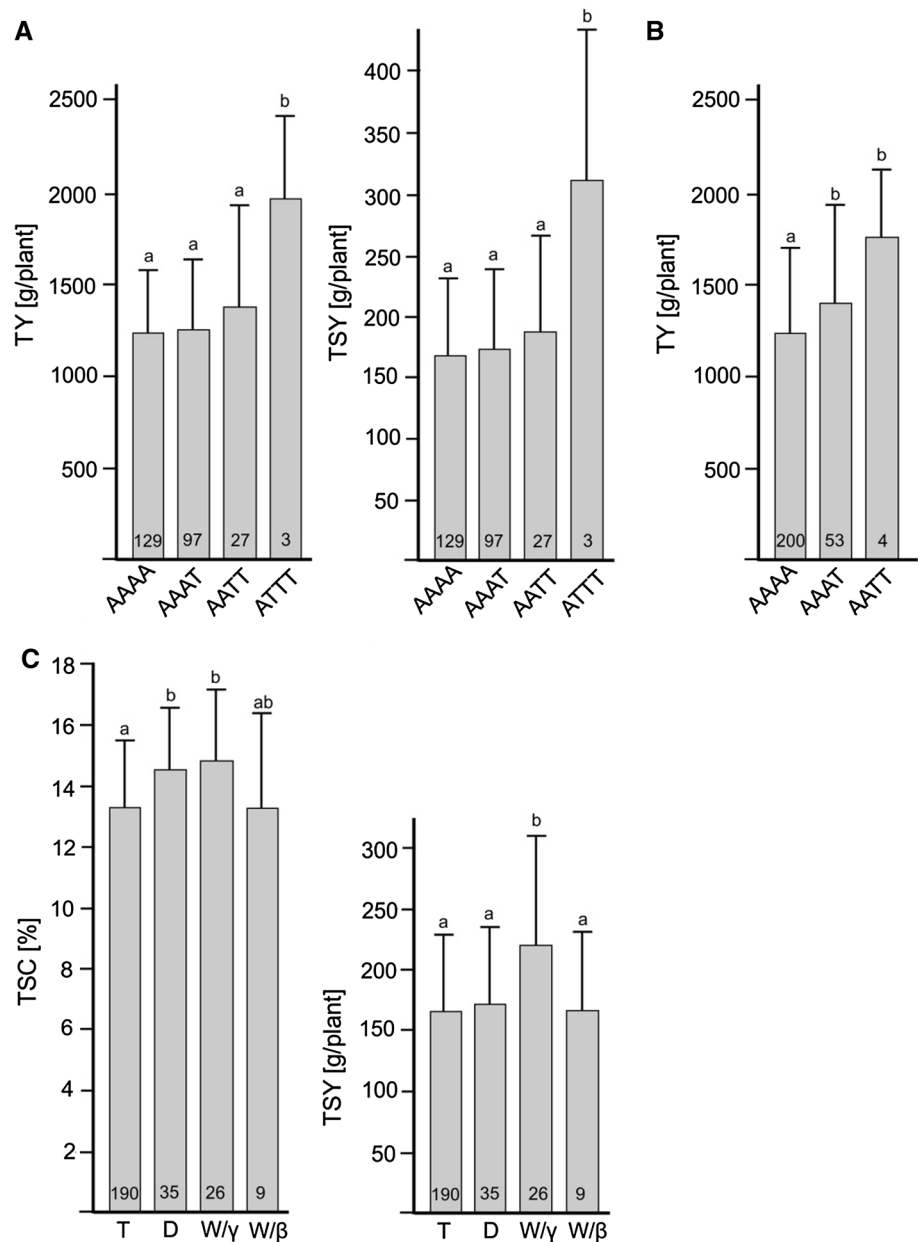 A
TY [g/plant]
2500
2000
1500
1000
500
a
a
a
b
129
97
27
3
AAAA
AAAT
AATT
ATTT
TSY [g/plant]
400
350
300
250
200
150
100
50
a
a
a
b
129
97
27
3
AAAA
AAAT
AATT
ATTT
B
TY [g/plant]
2500
2000
1500
1000
500
a
b
b
200
53
4
AAAA
AAAT
AATT
C
TSC [%]
18
16
14
12
10
8
6
4
2
a
b
b
ab
190
35
26
9
T
D
W/γ
W/β
TSY [g/plant]
300
250
200
150
100
50
a
a
b
a
190
35
26
9
T
D
W/γ
W/β